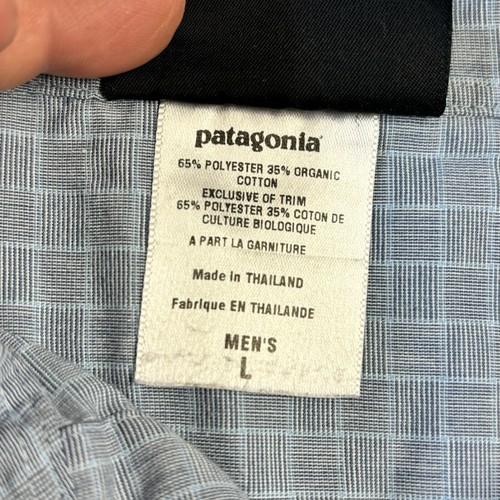 patagonia
65% POLYESTER 35% ORGANIC
COTTON
EXCLUSIVE OF TRIM
65% POLYESTER 35% COTON DE
CULTURE BIOLOGIQUE
A PART LA GARNITURE
Made in THAILAND
Fabrique EN THAILANDE
MEN'S
L